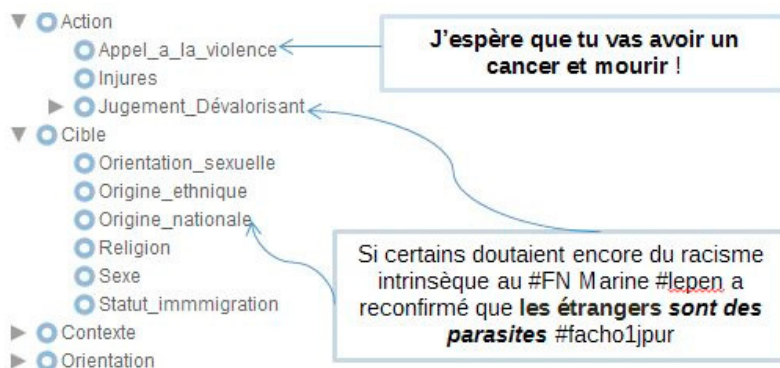 Action
Appel_a_la_violence
Injures
Jugement_Dévalorisant
Cible
Orientation_sexuelle
Origine_ethnique
Origine_nationale
Religion
Sexe
Statut_immmigration
Contexte
Orientation
J'espère que tu vas avoir un
cancer et mourir !
Si certains doutaient encore du racisme
intrinsèque au #FN Marine #lepen a
reconfirmé que les étrangers sont des
parasites #facho1jpur